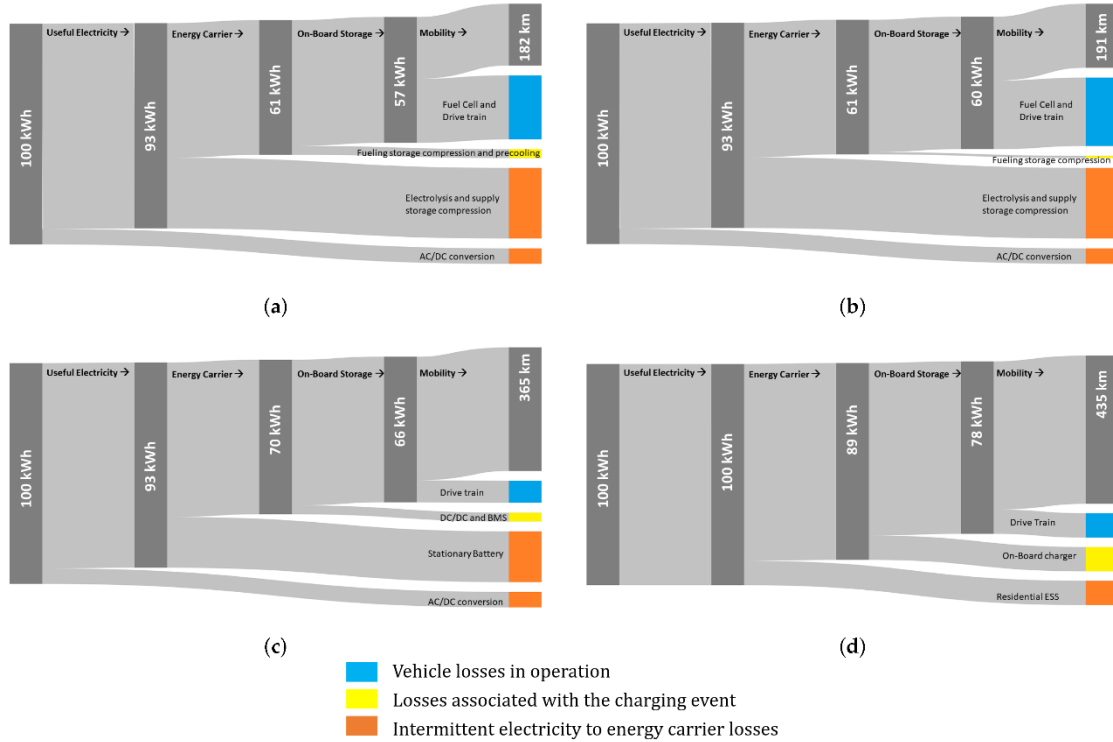 Useful Electricity →
Energy Carrier →
On-Board Storage →
Mobility →
100 kWh
93 kWh
61 kWh
57 kWh
182 km
Fuel Cell and
Drive train
Fueling storage compression and precooling
Electrolysis and supply
storage compression
AC/DC conversion
(a)
Useful Electricity →
Energy Carrier →
On-Board Storage →
Mobility →
100 kWh
93 kWh
61 kWh
60 kWh
191 km
Fuel Cell and
Drive train
Fueling storage compression
Electrolysis and supply
storage compression
AC/DC conversion
(b)
Useful Electricity →
Energy Carrier →
On-Board Storage →
Mobility →
100 kWh
93 kWh
70 kWh
66 kWh
365 km
Drive train
DC/DC and BMS
Stationary Battery
AC/DC conversion
(c)
Useful Electricity →
Energy Carrier →
On-Board Storage →
Mobility →
100 kWh
100 kWh
89 kWh
78 kWh
435 km
Drive Train
On-Board charger
Residential ESS
(d)
Vehicle losses in operation
Losses associated with the charging event
Intermittent electricity to energy carrier losses